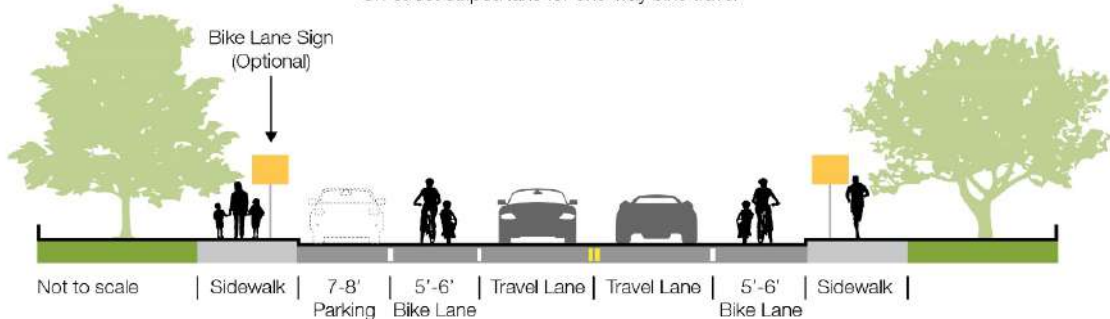 Bike Lane Sign
(Optional)
Not to scale
Sidewalk
7-8'
Parking
5'-6'
Bike Lane
Travel Lane
Travel Lane
5'-6'
Bike Lane
Sidewalk